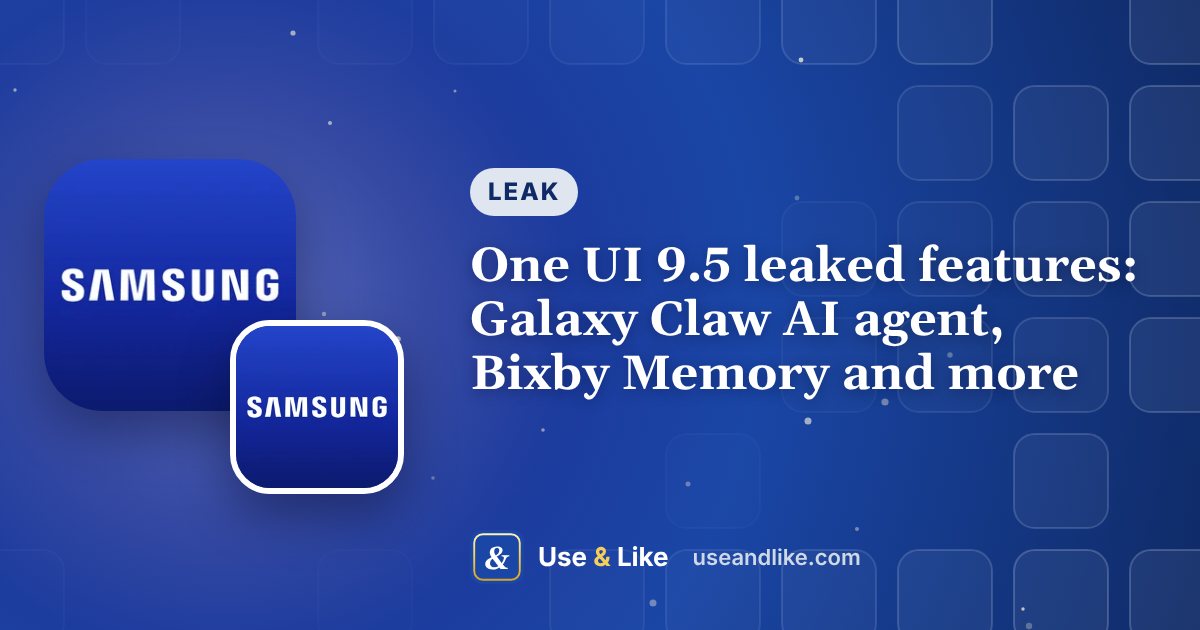 SAMSUNG
SAMSUNG
LEAK
One UI 9.5 leaked features:
Galaxy Claw AI agent,
Bixby Memory and more
& Use & Like useandlike.com